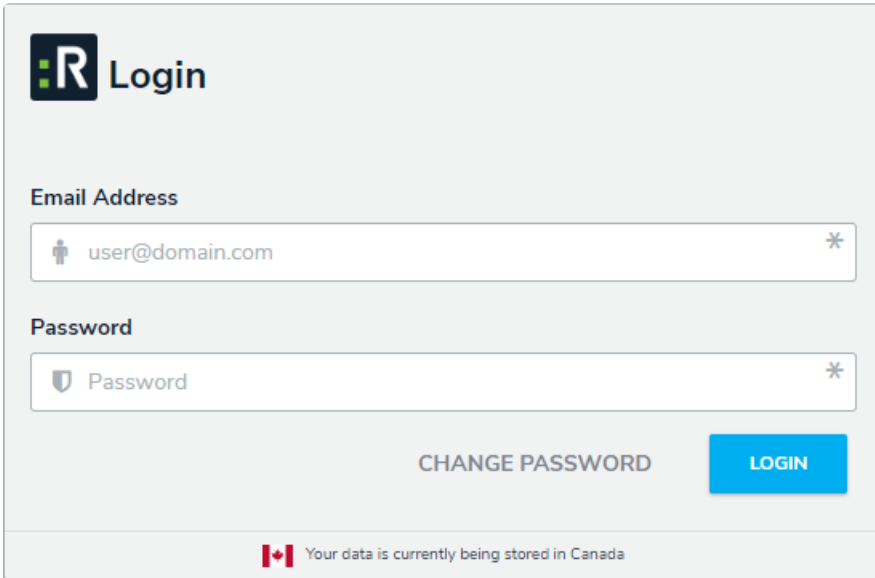 :R Login
Email Address
user@domain.com *
Password
Password *
CHANGE PASSWORD LOGIN
Your data is currently being stored in Canada